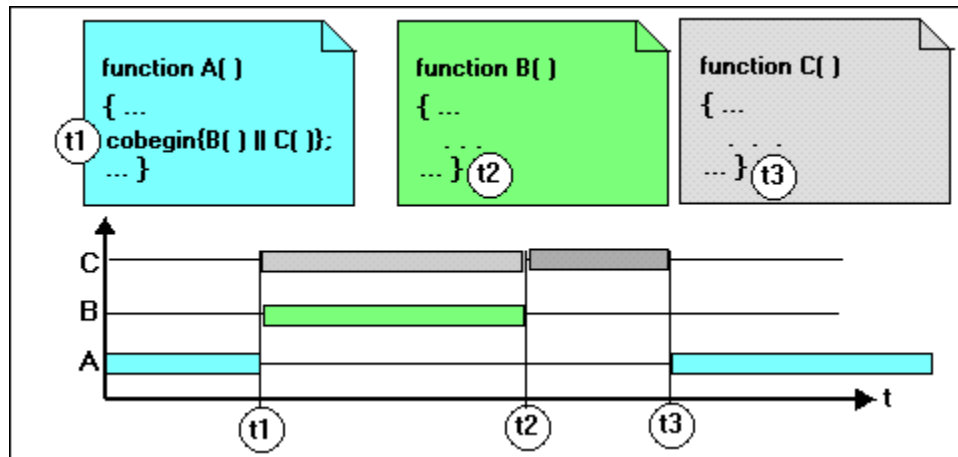 function A( )
{ ...
t1
cobegin{B( ) || C( )};
... }
function B( )
{ ...
. . .
... }
t2
function C( )
{ ...
. . .
... }
t3
C
B
A
t
t1
t2
t3